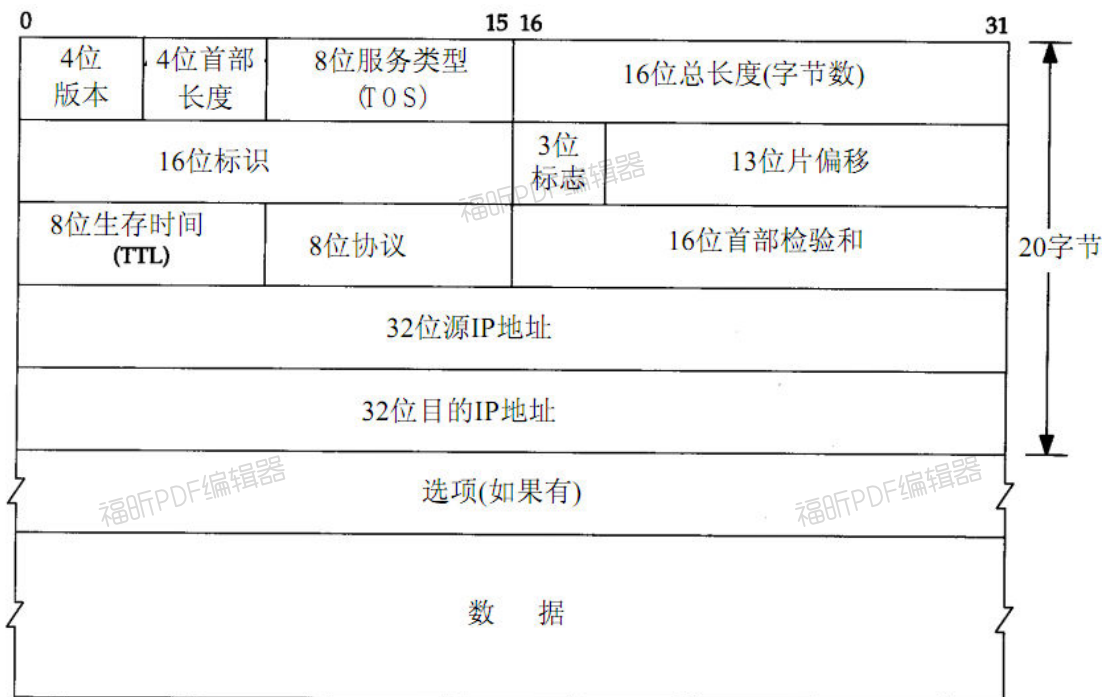 0 15 16 31
4位
版本
4位首部
长度
8位服务类型
(TOS)
16位总长度(字节数)
16位标识
3位
标志
13位片偏移
福昕PDF编辑器
8位生存时间
(TTL)
8位协议
16位首部检验和
20字节
32位源IP地址
32位目的IP地址
福昕PDF编辑器
选项(如果有)
福昕PDF编辑器
数 据